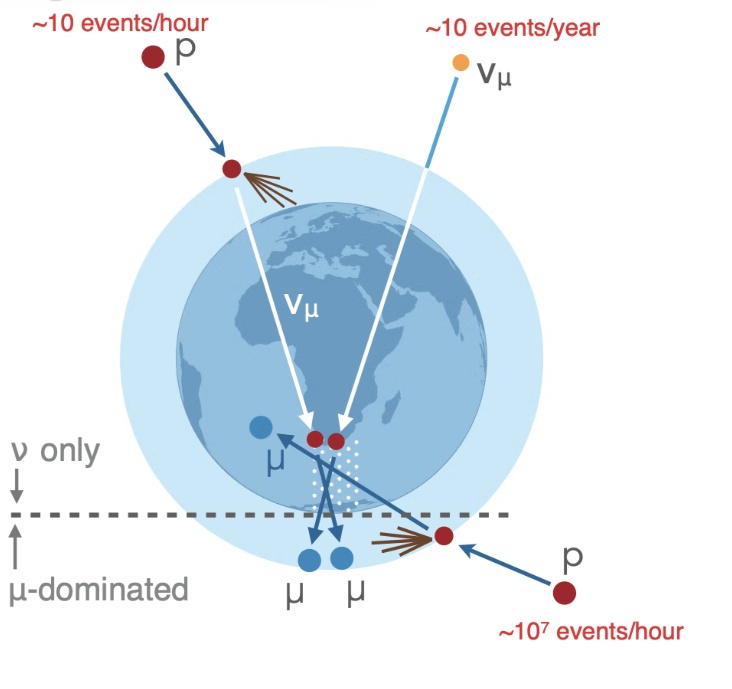 ~10 events/hour
p
~10 events/year
νμ
νμ
ν only
μ
μ-dominated
μ
μ
p
~10⁷ events/hour